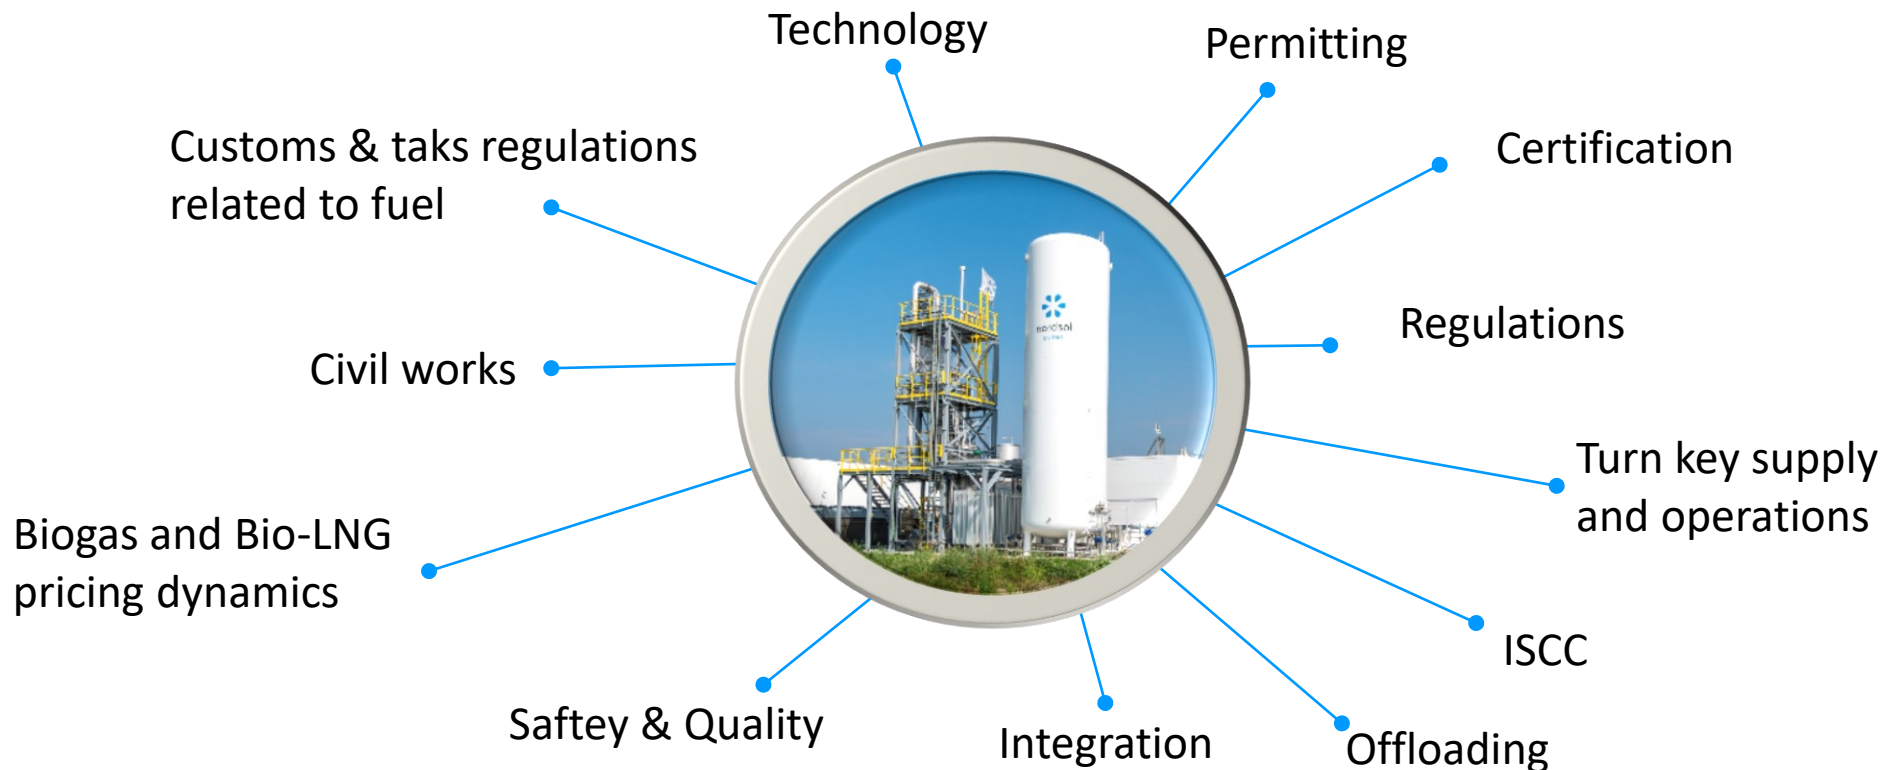 Technology
Permitting
Customs & taks regulations
related to fuel
Certification
Regulations
Civil works
Turn key supply
and operations
Biogas and Bio-LNG
pricing dynamics
ISCC
Saftey & Quality
Integration
Offloading
nordsol